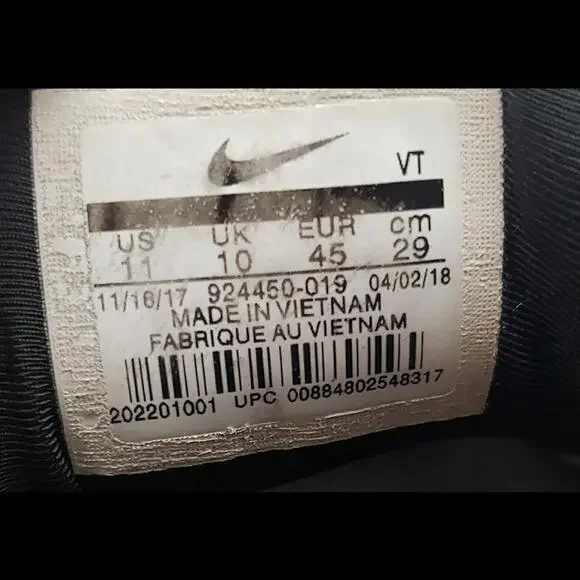 VT
US UK EUR cm
11 10 45 29
11/18/17 924450-019 04/02/18
MADE IN VIETNAM
FABRIQUE AU VIETNAM
202201001 UPC 00884802548317